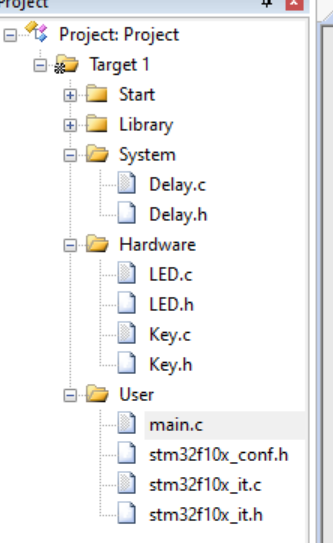 Project
Project: Project
Target 1
Start
Library
System
Delay.c
Delay.h
Hardware
LED.c
LED.h
Key.c
Key.h
User
main.c
stm32f10x_conf.h
stm32f10x_it.c
stm32f10x_it.h